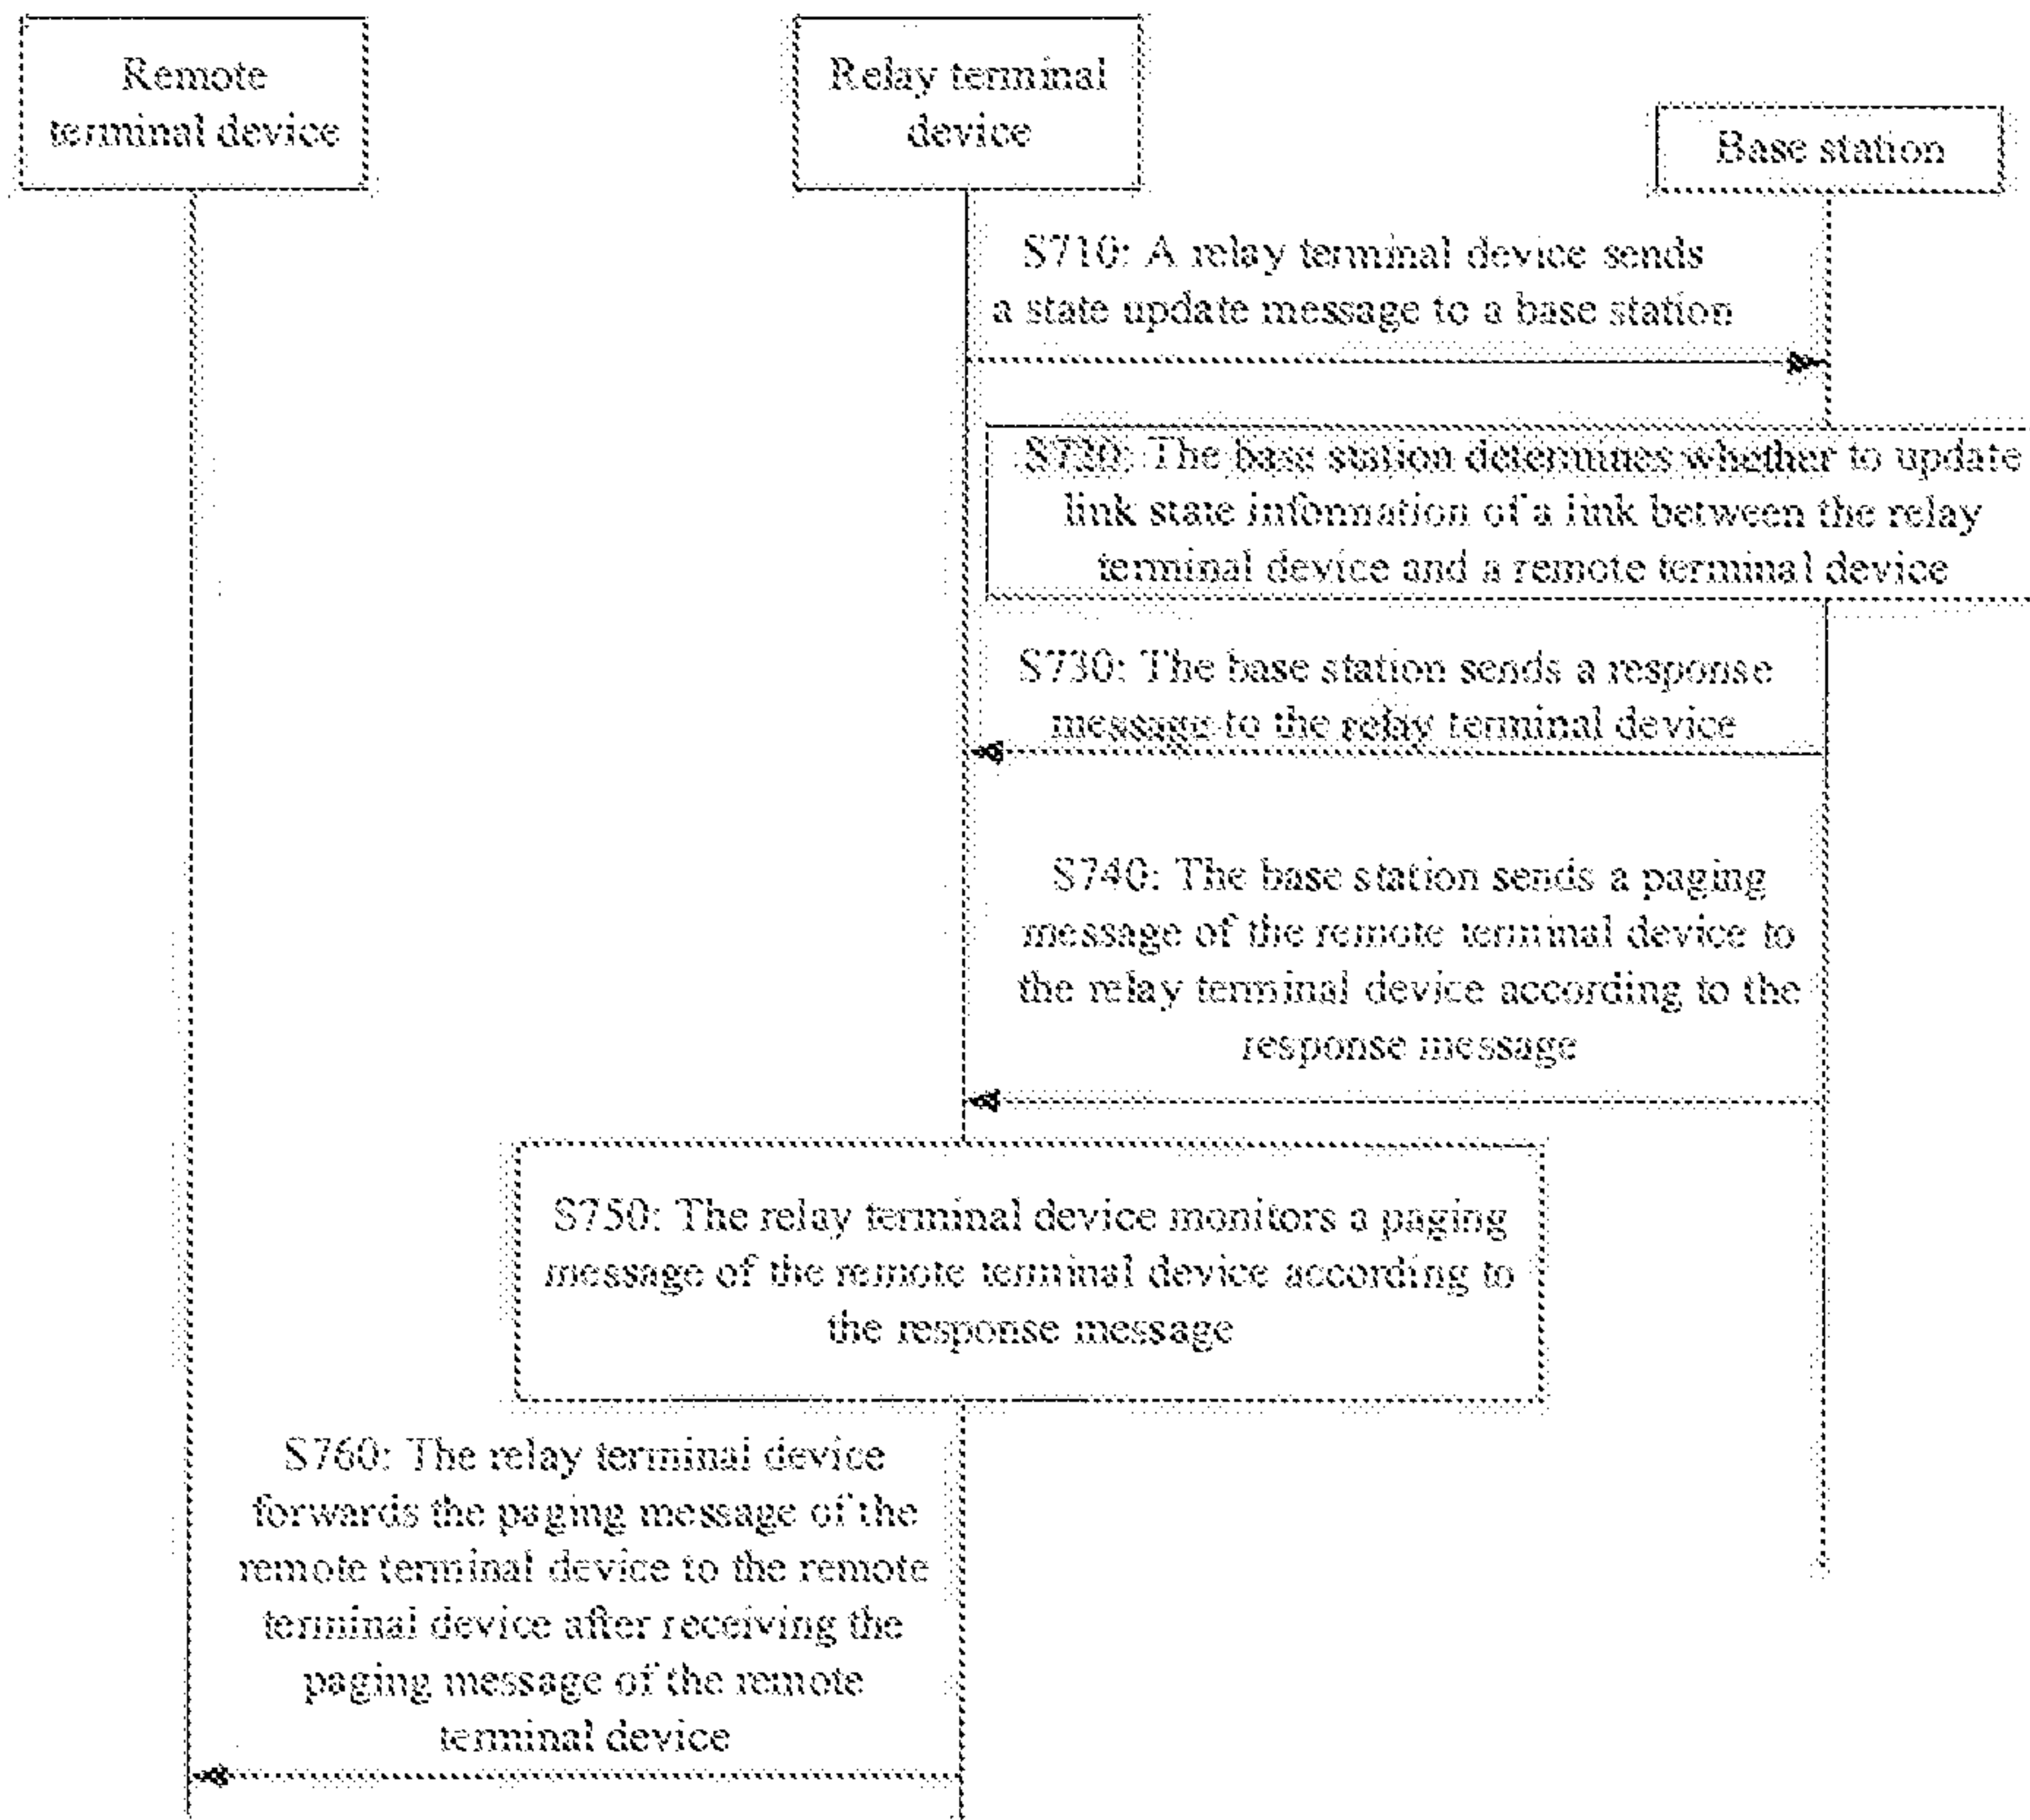 Remote
terminal device
Relay terminal
device
Base station
S710: A relay terminal device sends
a state update message to a base station
S720: The base station determines whether to update
link state information of a link between the relay
terminal device and a remote terminal device
S730: The base station sends a response
message to the relay terminal device
S740: The base station sends a paging
message of the remote terminal device to
the relay terminal device according to the
response message
S750: The relay terminal device monitors a paging
message of the remote terminal device according to
the response message
S760: The relay terminal device
forwards the paging message of the
remote terminal device to the remote
terminal device after receiving the
paging message of the remote
terminal device